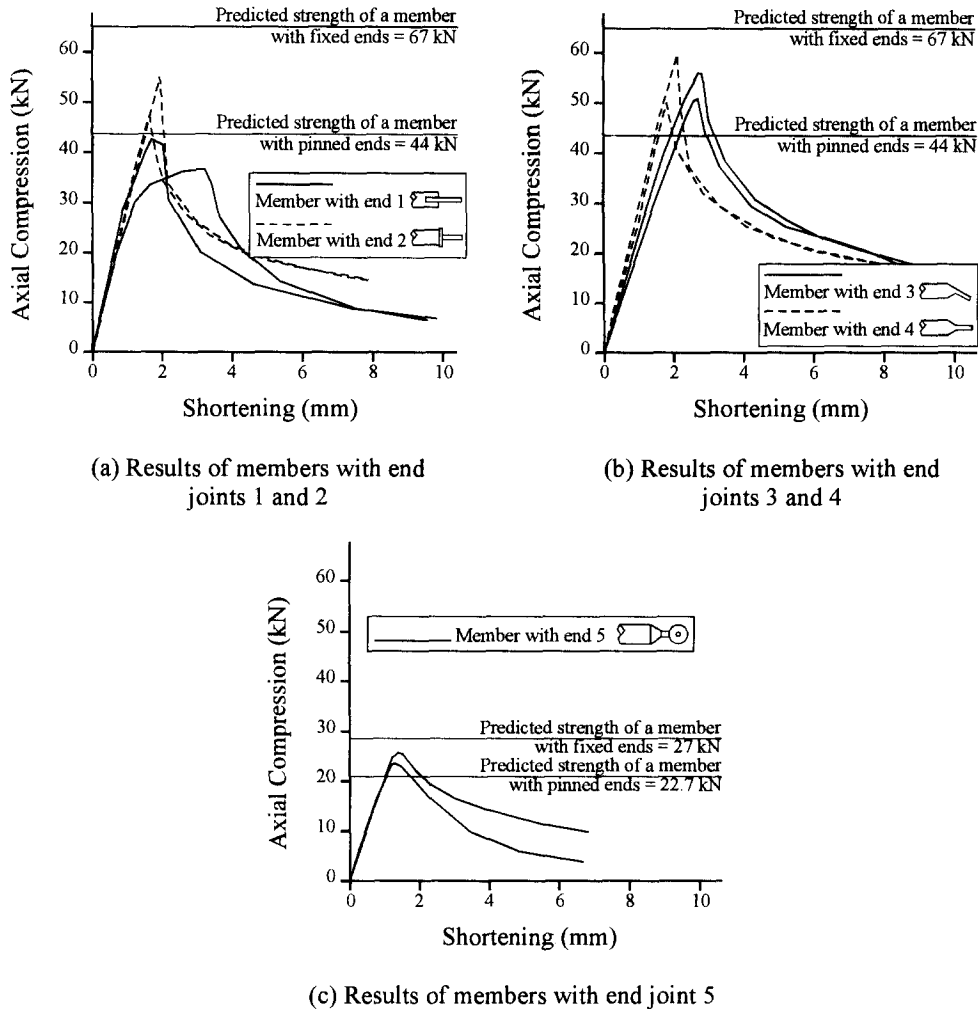 Predicted strength of a member
with fixed ends = 67 kN
Predicted strength of a member
with pinned ends = 44 kN
Member with end 1
Member with end 2
Axial Compression (kN)
60
50
40
30
20
10
0
0 2 4 6 8 10
Shortening (mm)
(a) Results of members with end
joints 1 and 2
Predicted strength of a member
with fixed ends = 67 kN
Predicted strength of a member
with pinned ends = 44 kN
Member with end 3
Member with end 4
Axial Compression (kN)
60
50
40
30
20
10
0
0 2 4 6 8 10
Shortening (mm)
(b) Results of members with end
joints 3 and 4
Member with end 5
Predicted strength of a member
with fixed ends = 27 kN
Predicted strength of a member
with pinned ends = 22.7 kN
Axial Compression (kN)
60
50
40
30
20
10
0
0 2 4 6 8 10
Shortening (mm)
(c) Results of members with end joint 5